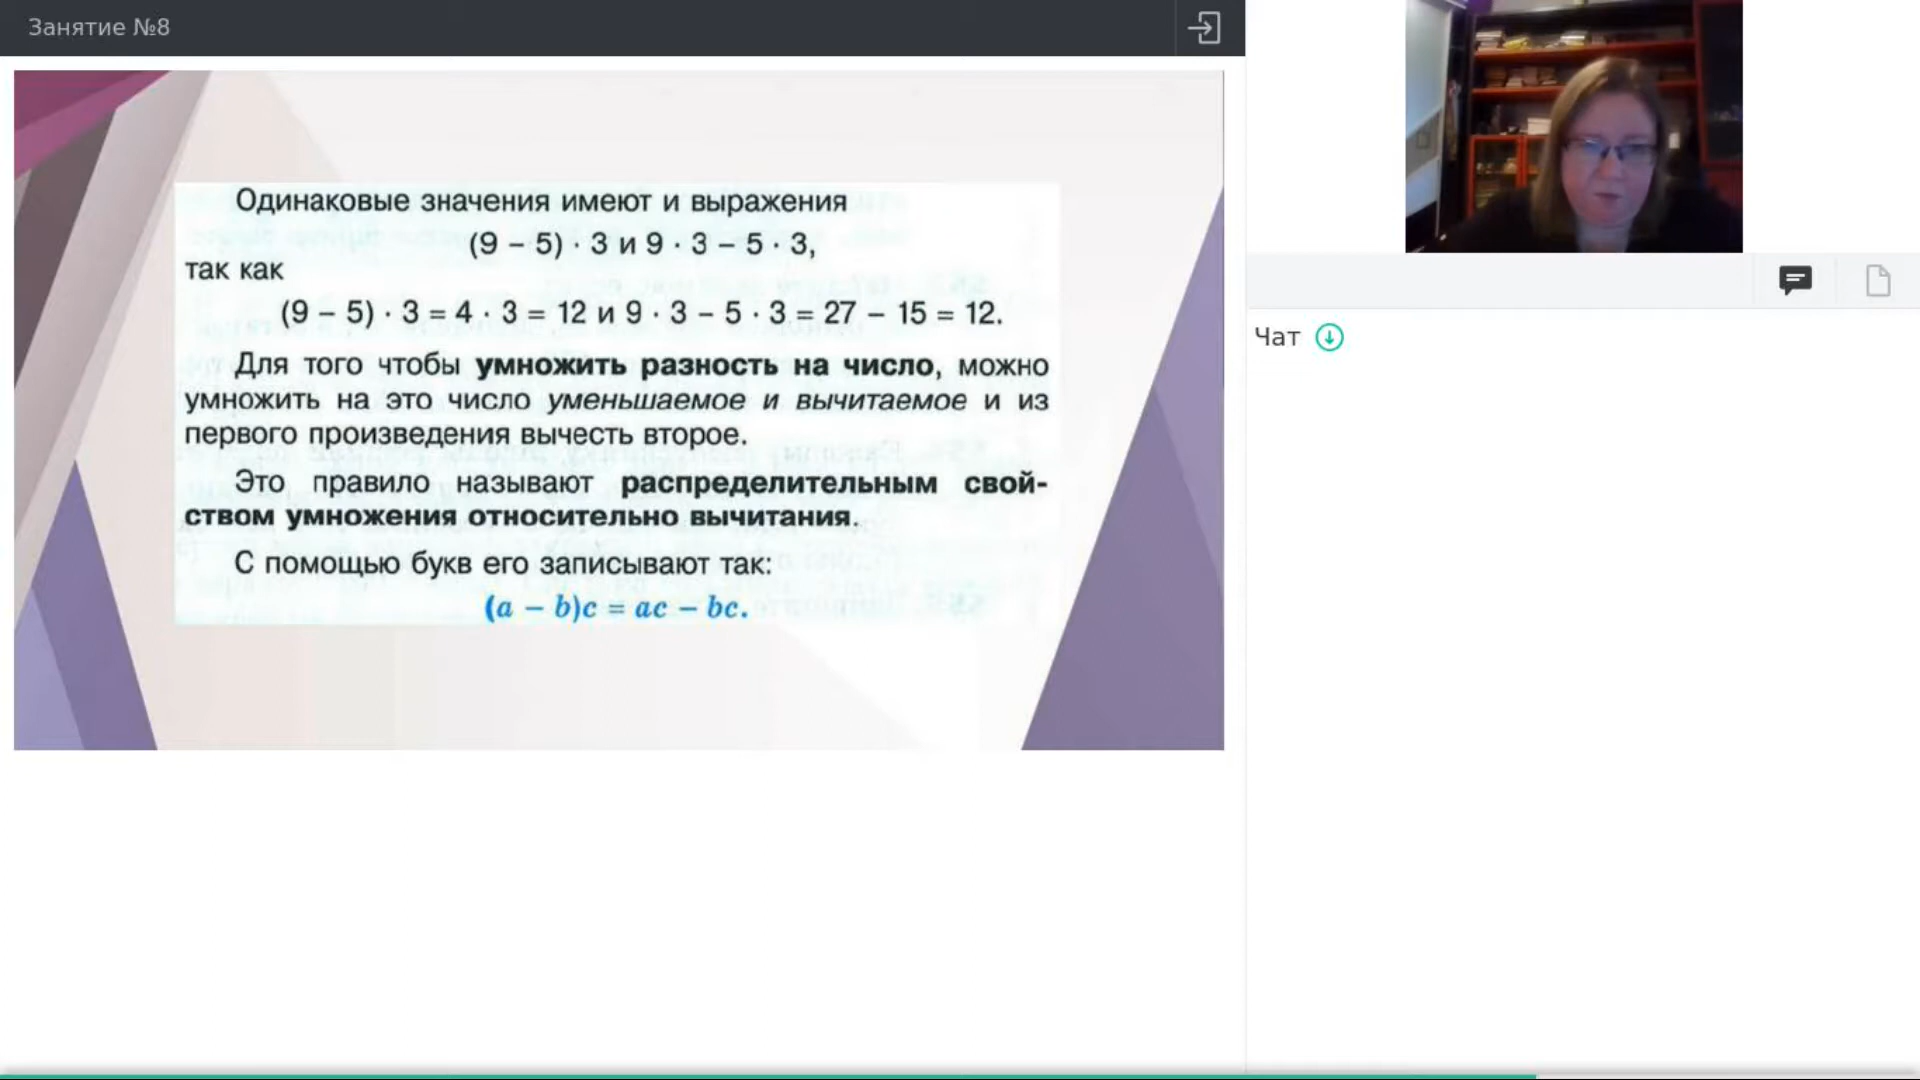 Занятие №8
Одинаковые значения имеют и выражения
(9 – 5) · 3 и 9 · 3 – 5 · 3,
так как
(9 – 5) · 3 = 4 · 3 = 12 и 9 · 3 – 5 · 3 = 27 – 15 = 12.
Для того чтобы умножить разность на число, можно
умножить на это число уменьшаемое и вычитаемое и из
первого произведения вычесть второе.
Это правило называют распределительным свой-
ством умножения относительно вычитания.
С помощью букв его записывают так:
(a – b)c = ac – bc.
Чат